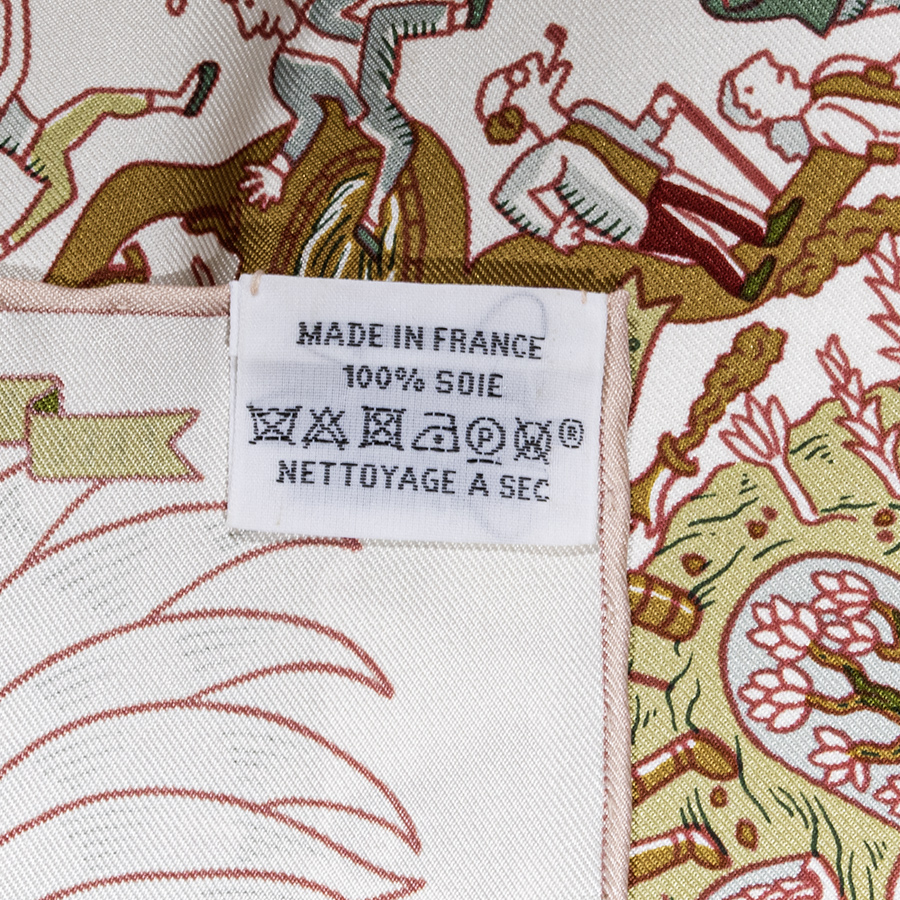 MADE IN FRANCE
100% SOIE
P ®
NETTOYAGE A SEC